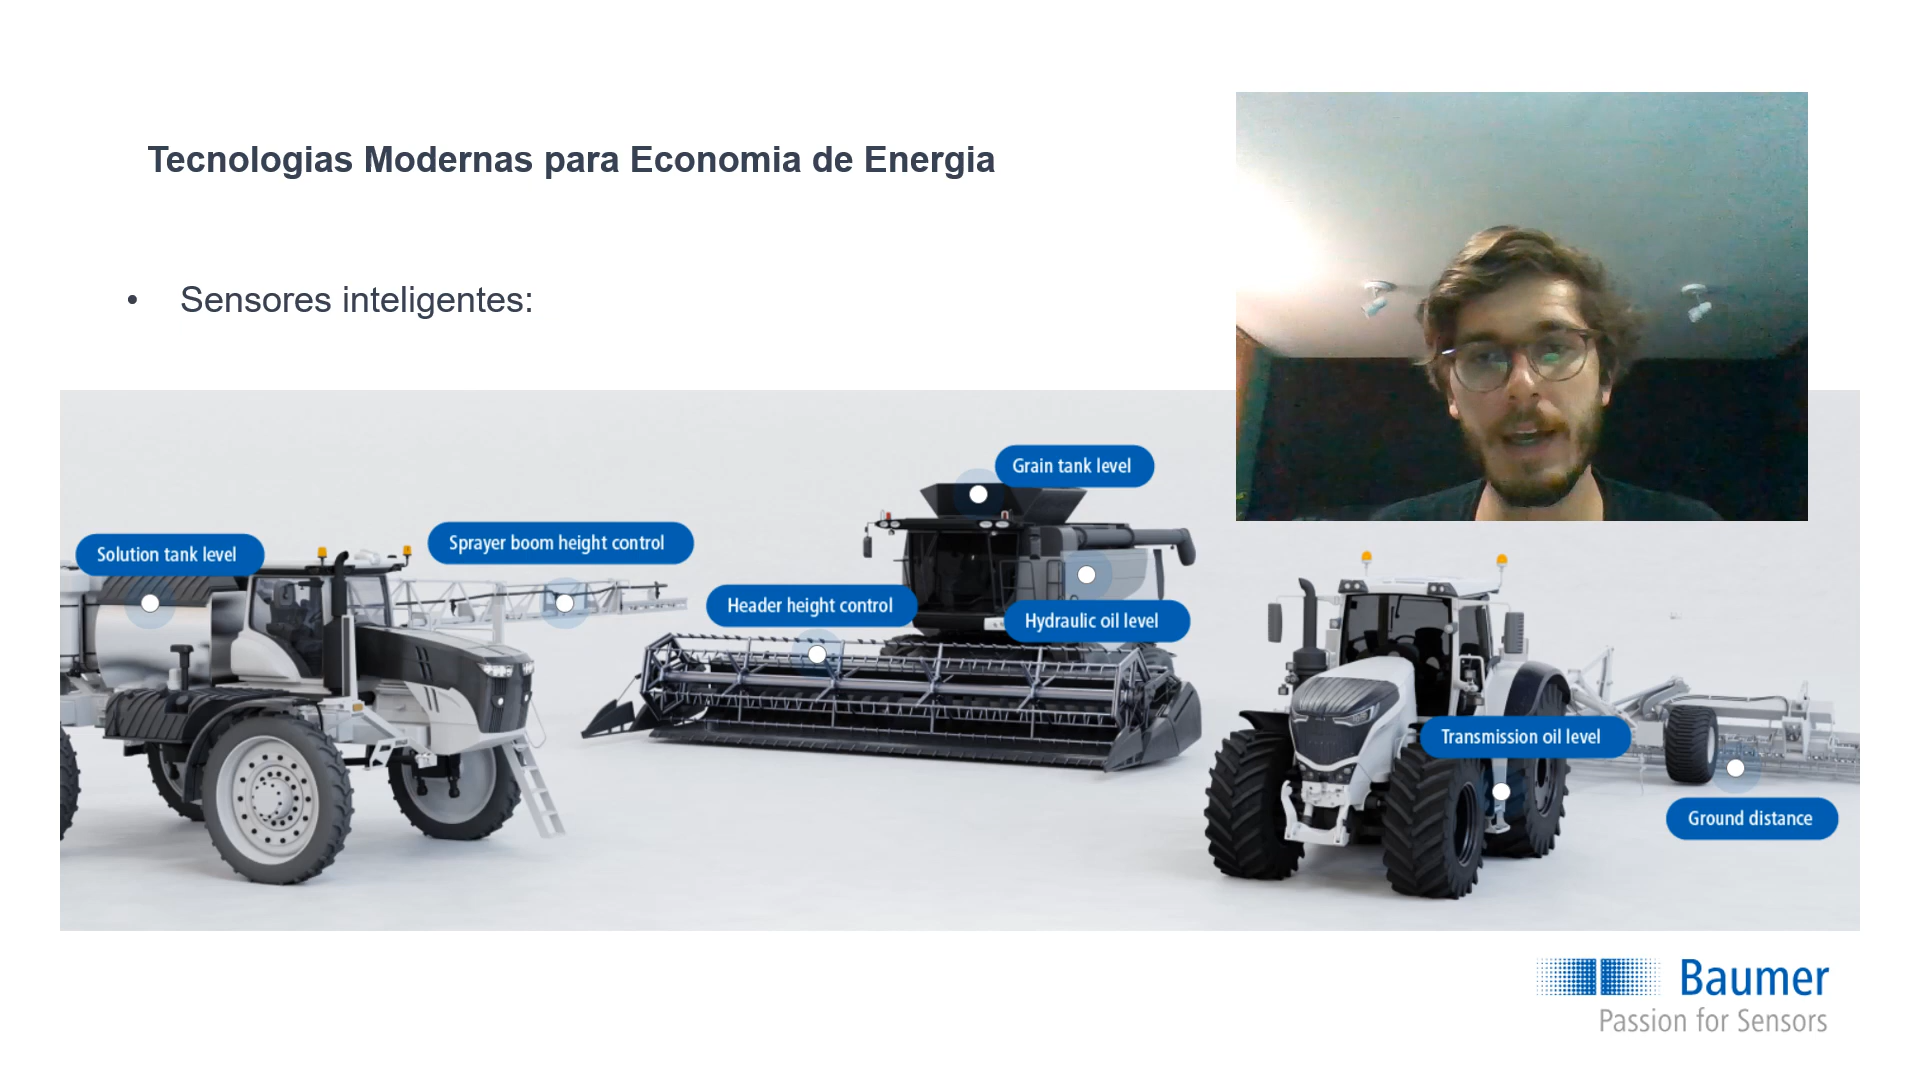 Tecnologias Modernas para Economia de Energia
• Sensores inteligentes:
Grain tank level
Sprayer boom height control
Solution tank level
Header height control
Hydraulic oil level
Transmission oil level
Ground distance
Baumer
Passion for Sensors